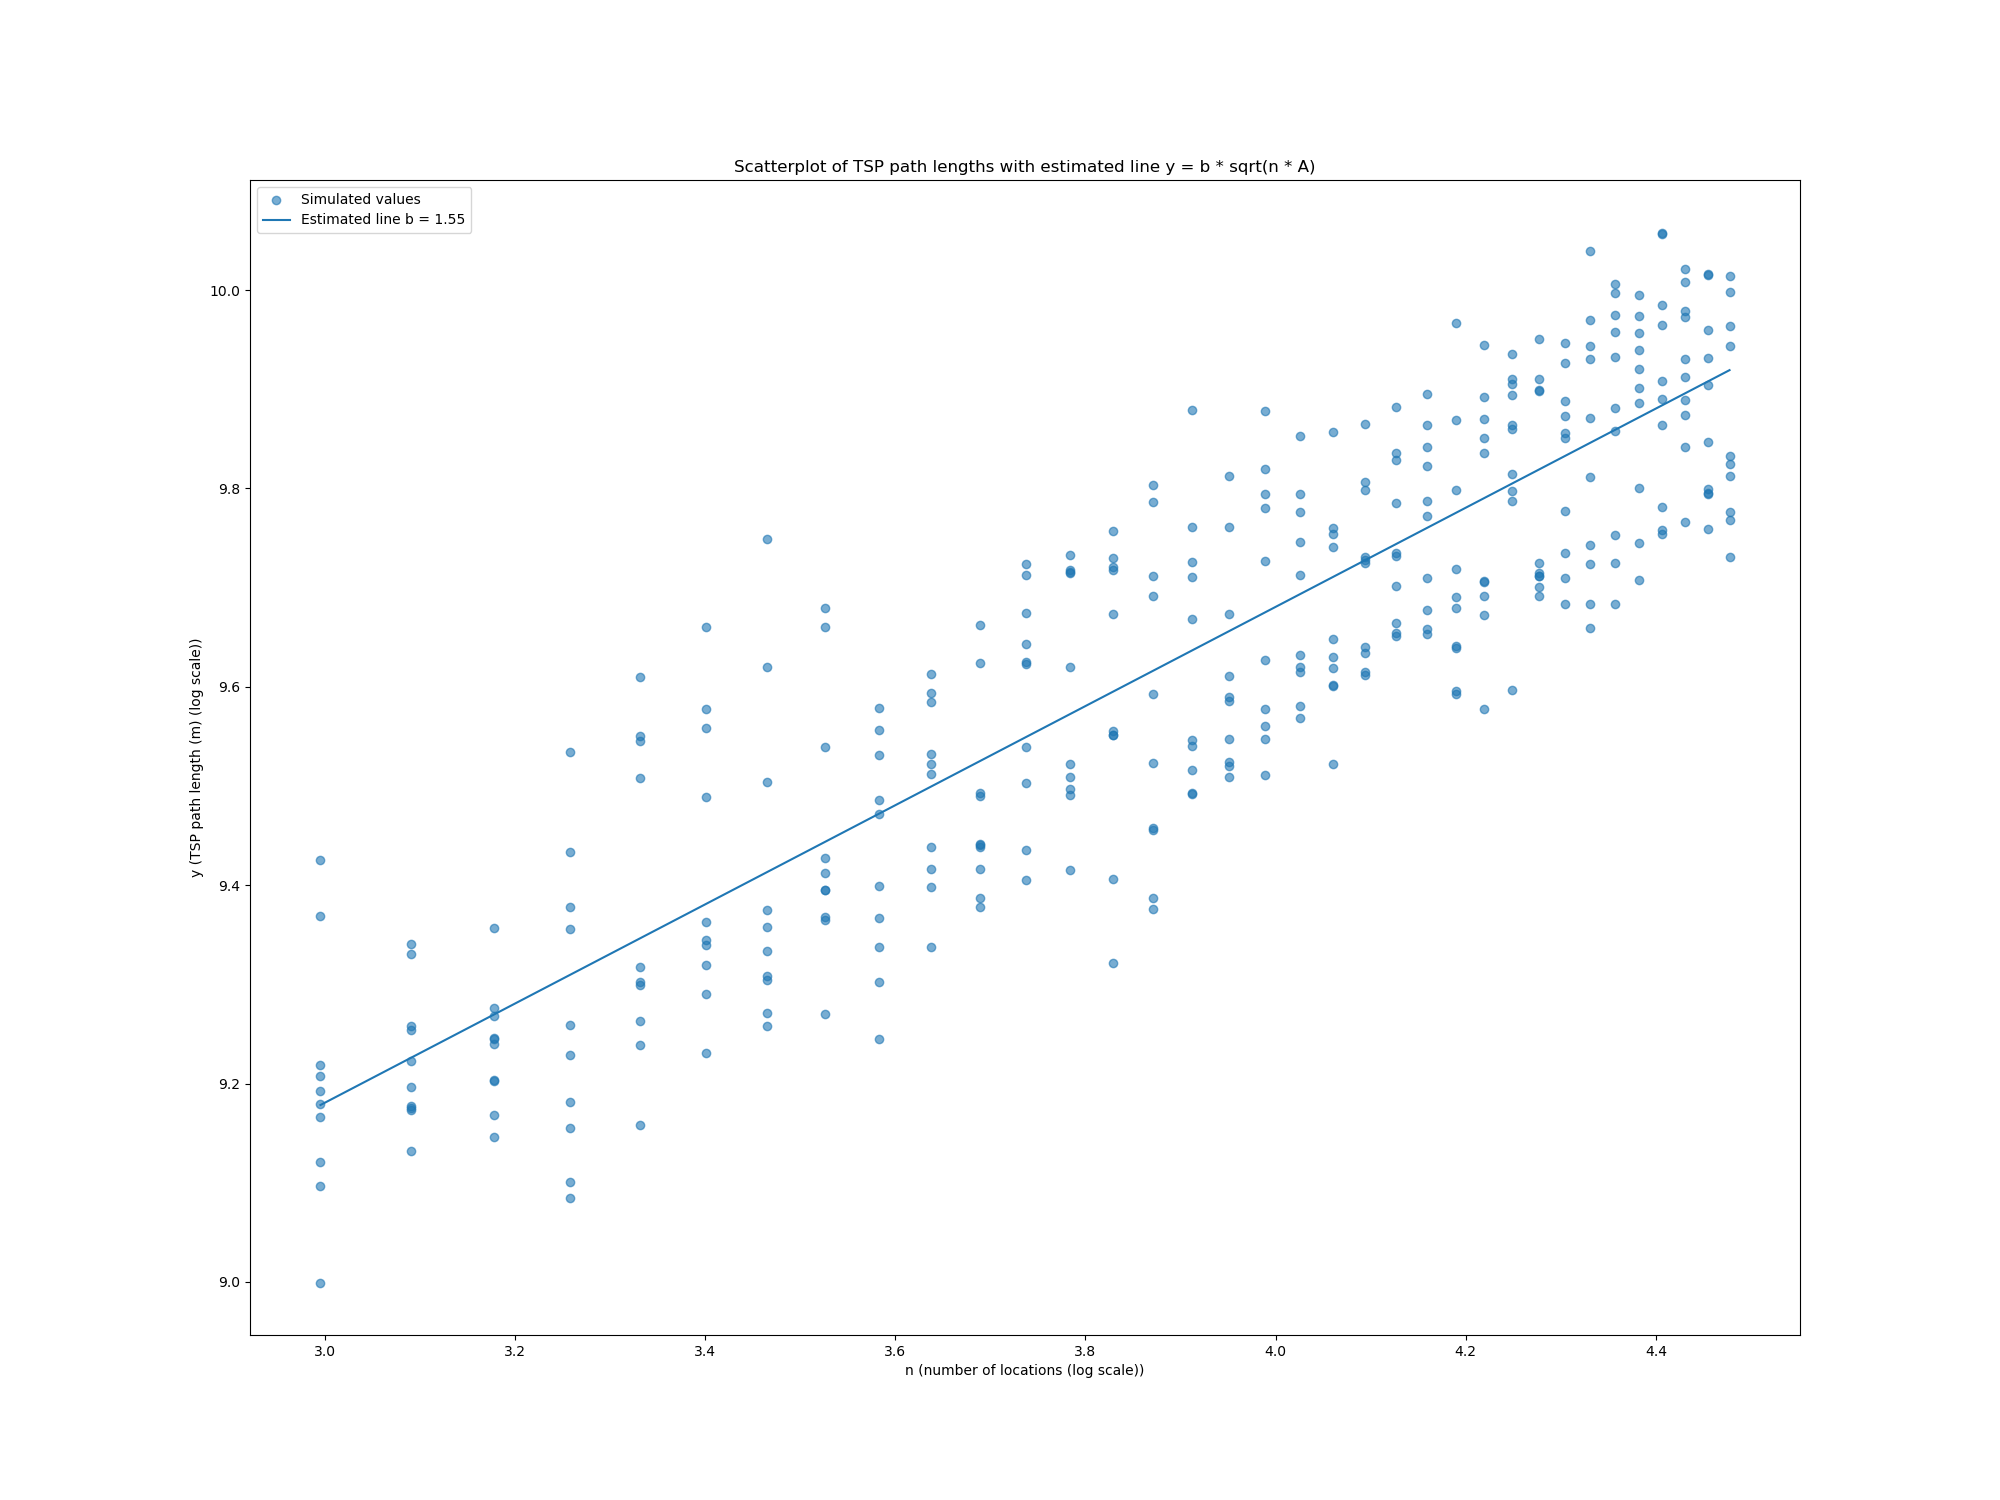 Scatterplot of TSP path lengths with estimated line y = b * sqrt(n * A)
Simulated values
Estimated line b = 1.55
10.0
9.8
9.6
9.4
9.2
9.0
y (TSP path length (m) (log scale))
3.0 3.2 3.4 3.6 3.8 4.0 4.2 4.4
n (number of locations (log scale))